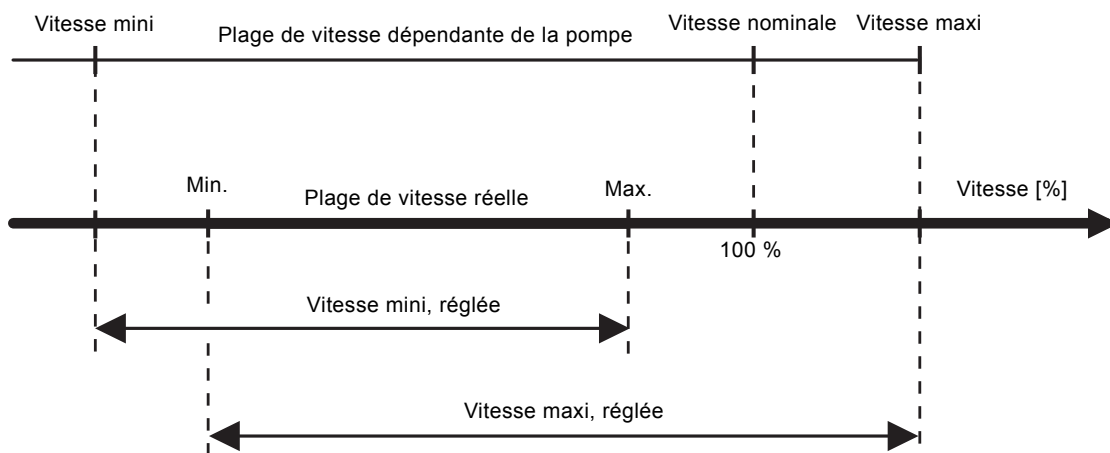 Vitesse mini
Plage de vitesse dépendante de la pompe
Vitesse nominale
Vitesse maxi
Min.
Plage de vitesse réelle
Max.
Vitesse [%]
100 %
Vitesse mini, réglée
Vitesse maxi, réglée